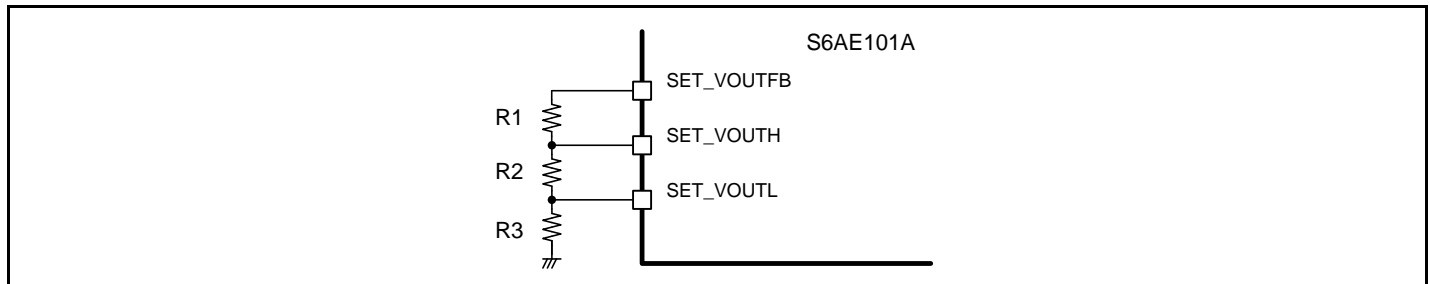 S6AE101A
SET_VOUTFB
R1
SET_VOUTH
R2
SET_VOUTL
R3